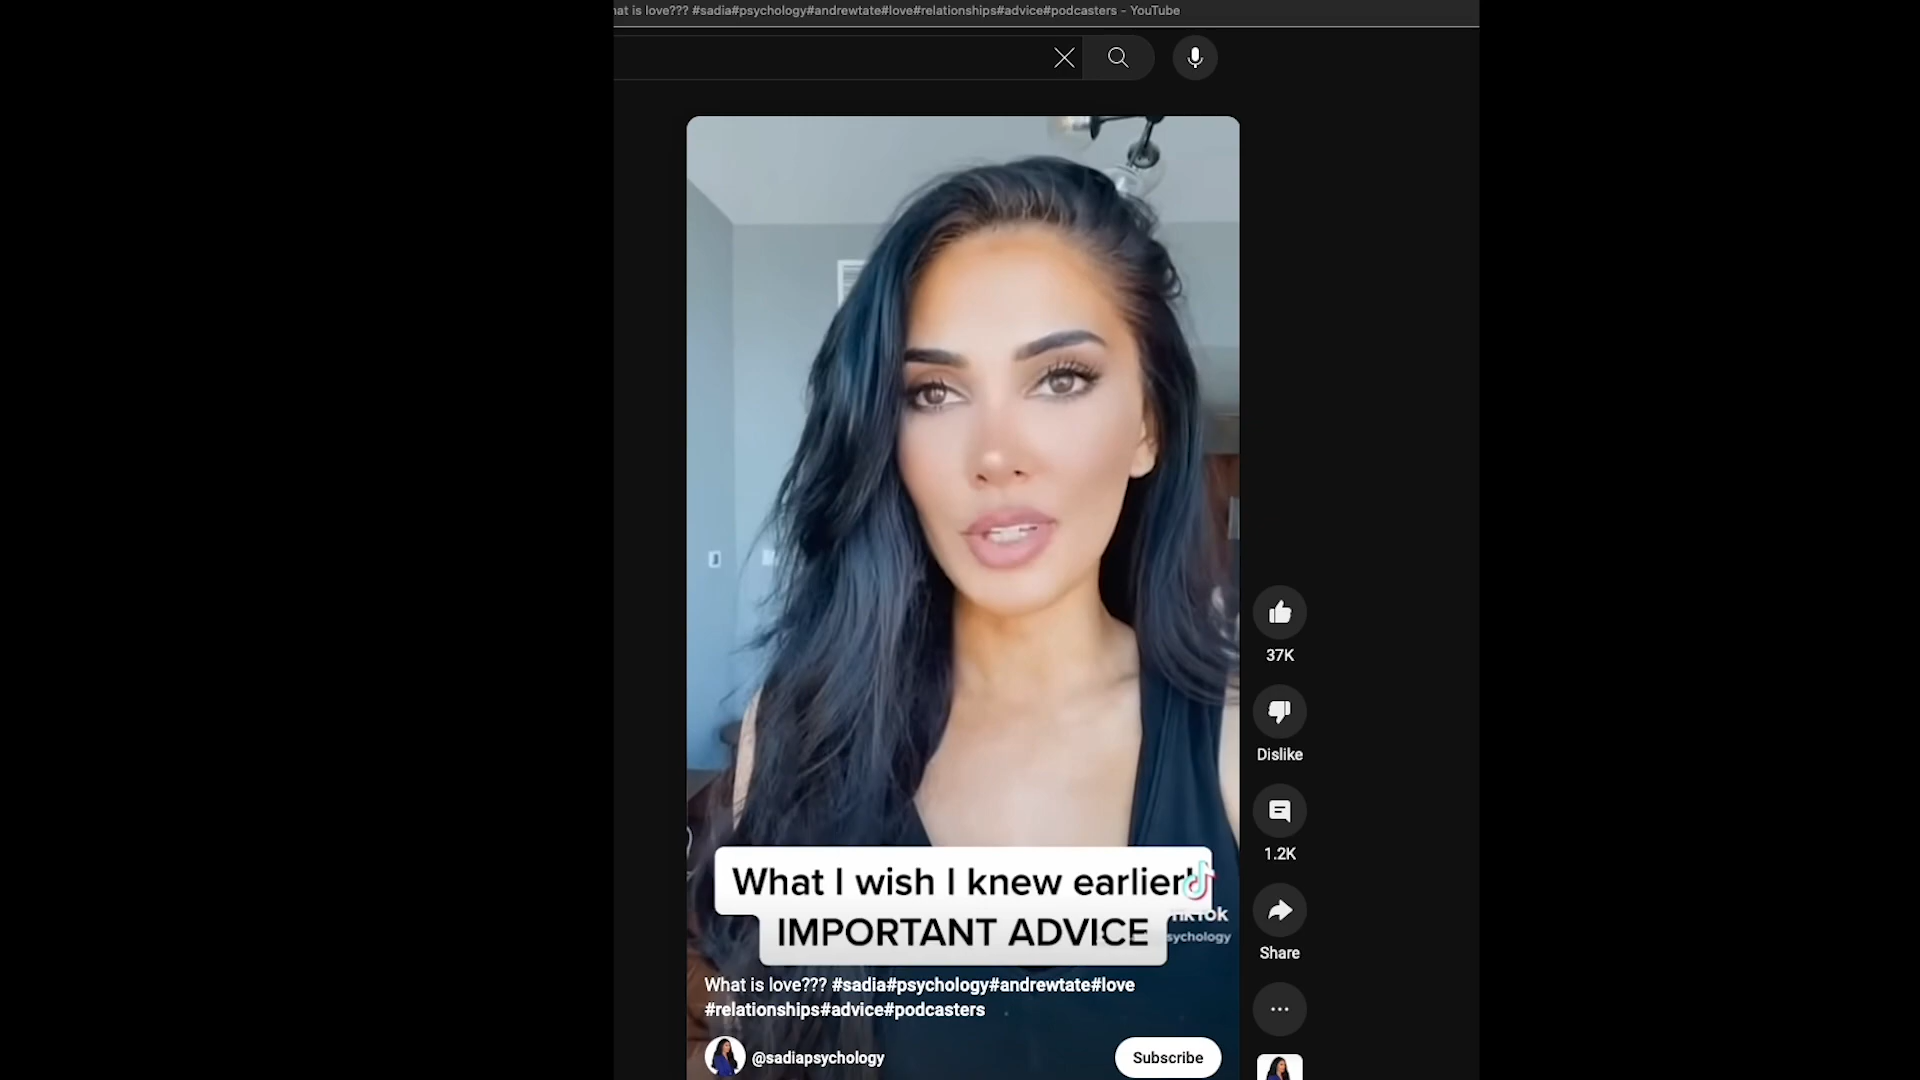 at is love??? #sadia#psychology#andrewtate#love#relationships#advice#podcasters - YouTube
37K
Dislike
1.2K
Share
What I wish I knew earlier!
IMPORTANT ADVICE
TikTok
sychology
What is love??? #sadia#psychology#andrewtate#love
#relationships#advice#podcasters
@sadiapsychology
Subscribe